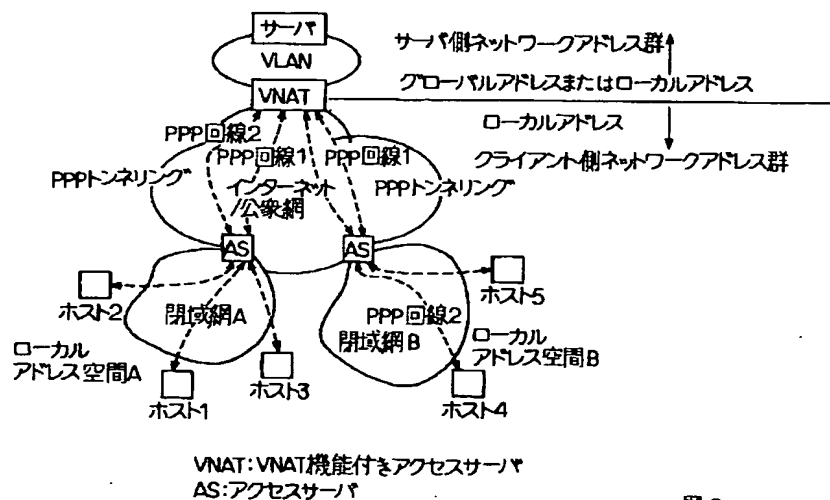 サーバ
VLAN
VNAT
サーバ側ネットワークアドレス群
グローバルアドレスまたはローカルアドレス
ローカルアドレス
クライアント側ネットワークアドレス群
PPP回線2
PPP回線1
PPP回線1
PPPトンネリング
インターネット
/公衆網
PPPトンネリング
AS
AS
ホスト2
閉域網A
ホスト5
PPP回線2
閉域網B
ローカル
アドレス空間A
ローカル
アドレス空間B
ホスト3
ホスト1
ホスト4
VNAT:VNAT機能付きアクセスサーバ
AS:アクセスサーバ